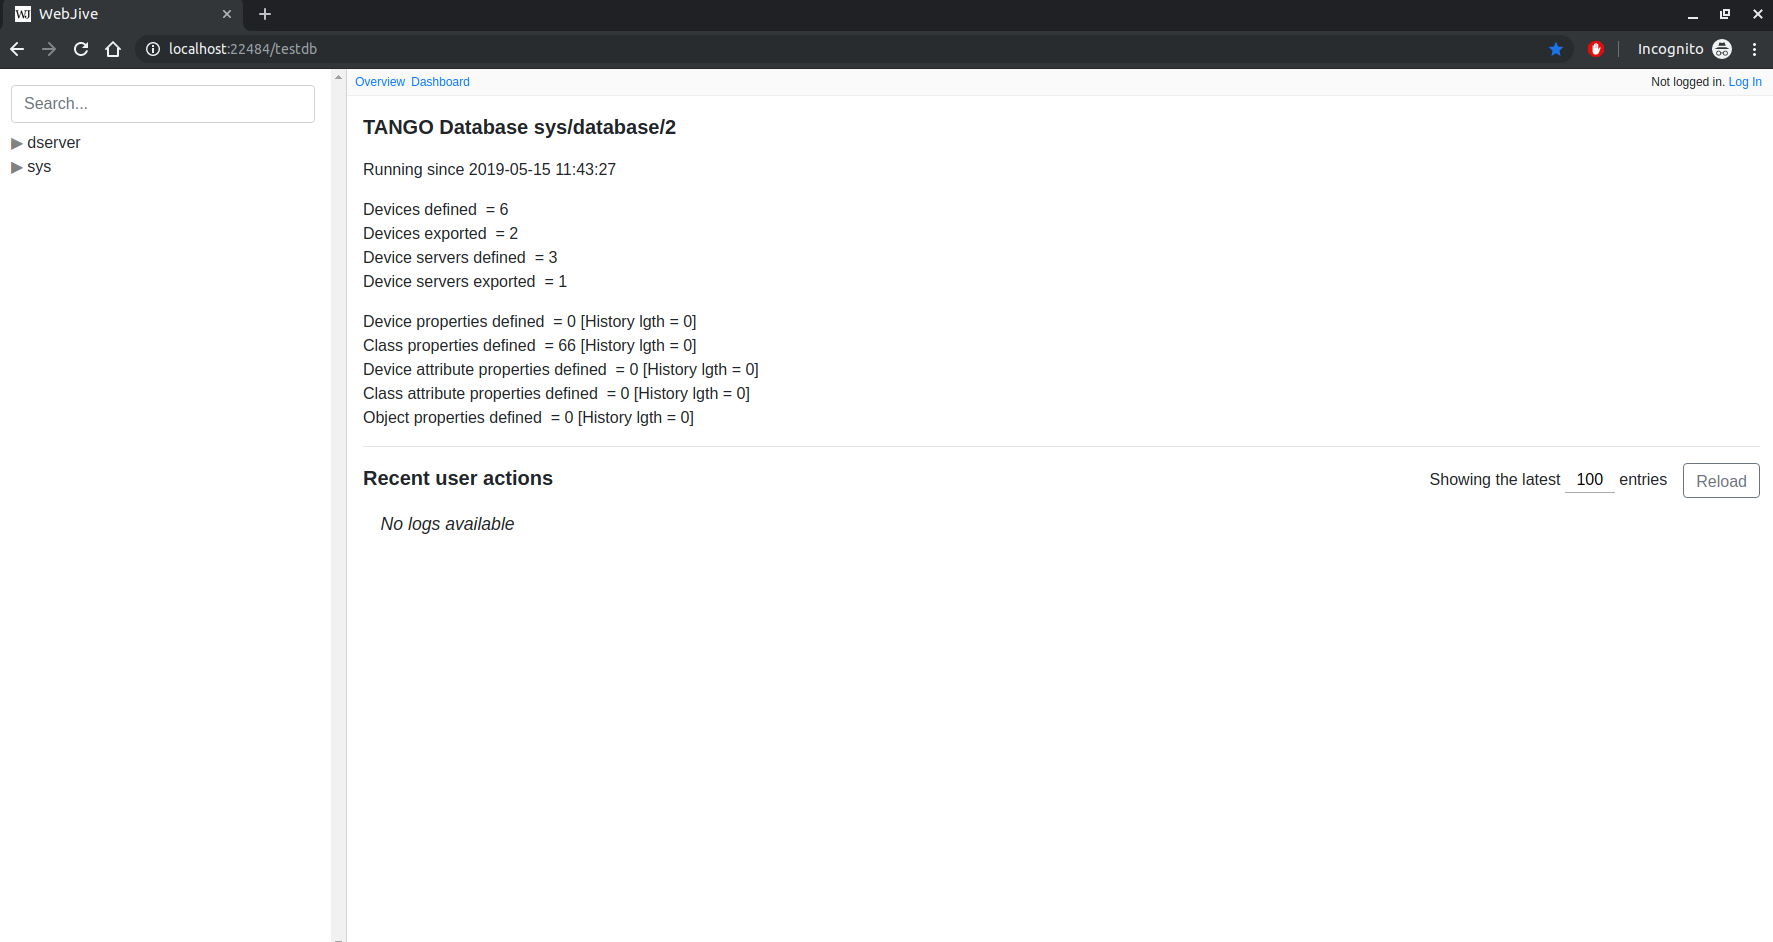 WJ WebJive
localhost:22484/testdb
Incognito
Search...
dserver
sys
Overview Dashboard
Not logged in. Log In
TANGO Database sys/database/2
Running since 2019-05-15 11:43:27
Devices defined = 6
Devices exported = 2
Device servers defined = 3
Device servers exported = 1
Device properties defined = 0 [History lgth = 0]
Class properties defined = 66 [History lgth = 0]
Device attribute properties defined = 0 [History lgth = 0]
Class attribute properties defined = 0 [History lgth = 0]
Object properties defined = 0 [History lgth = 0]
Recent user actions
Showing the latest 100 entries Reload
No logs available